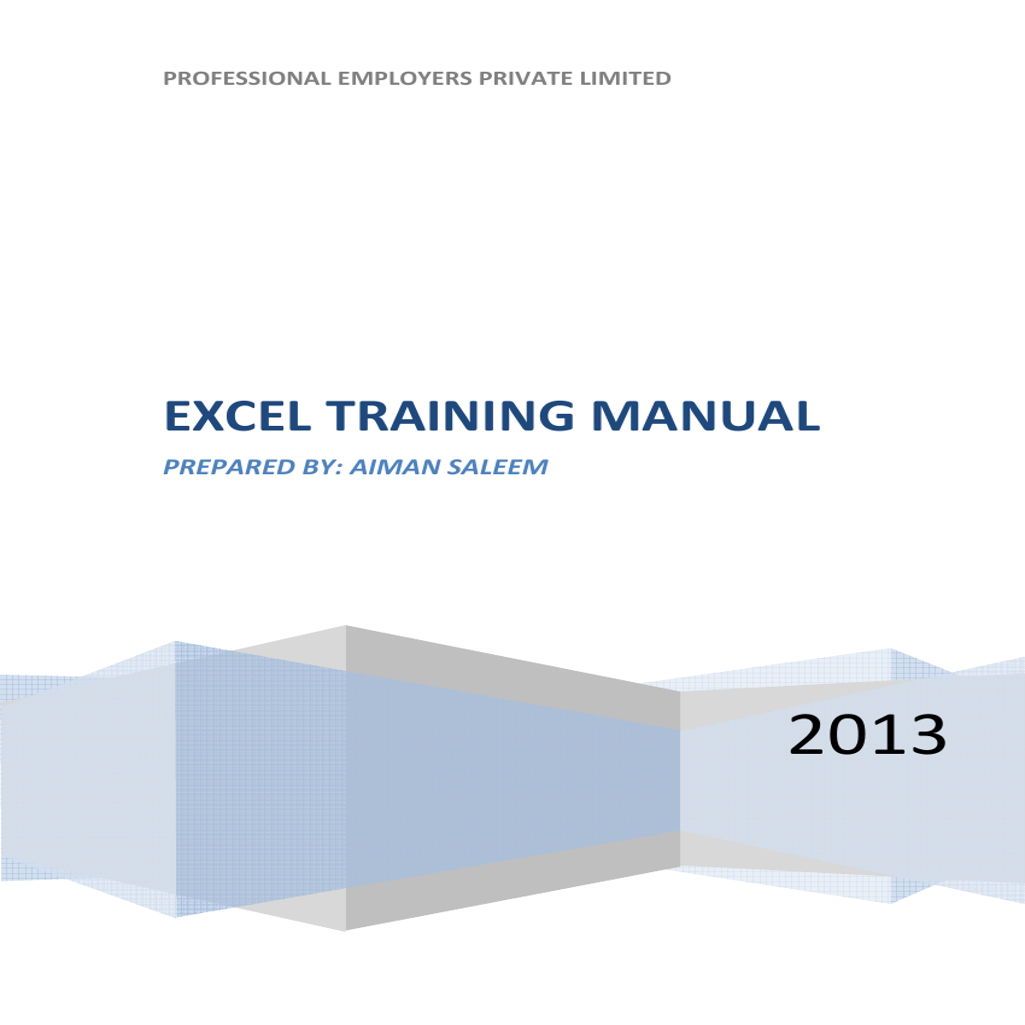 PROFESSIONAL EMPLOYERS PRIVATE LIMITED
EXCEL TRAINING MANUAL
PREPARED BY: AIMAN SALEEM
2013